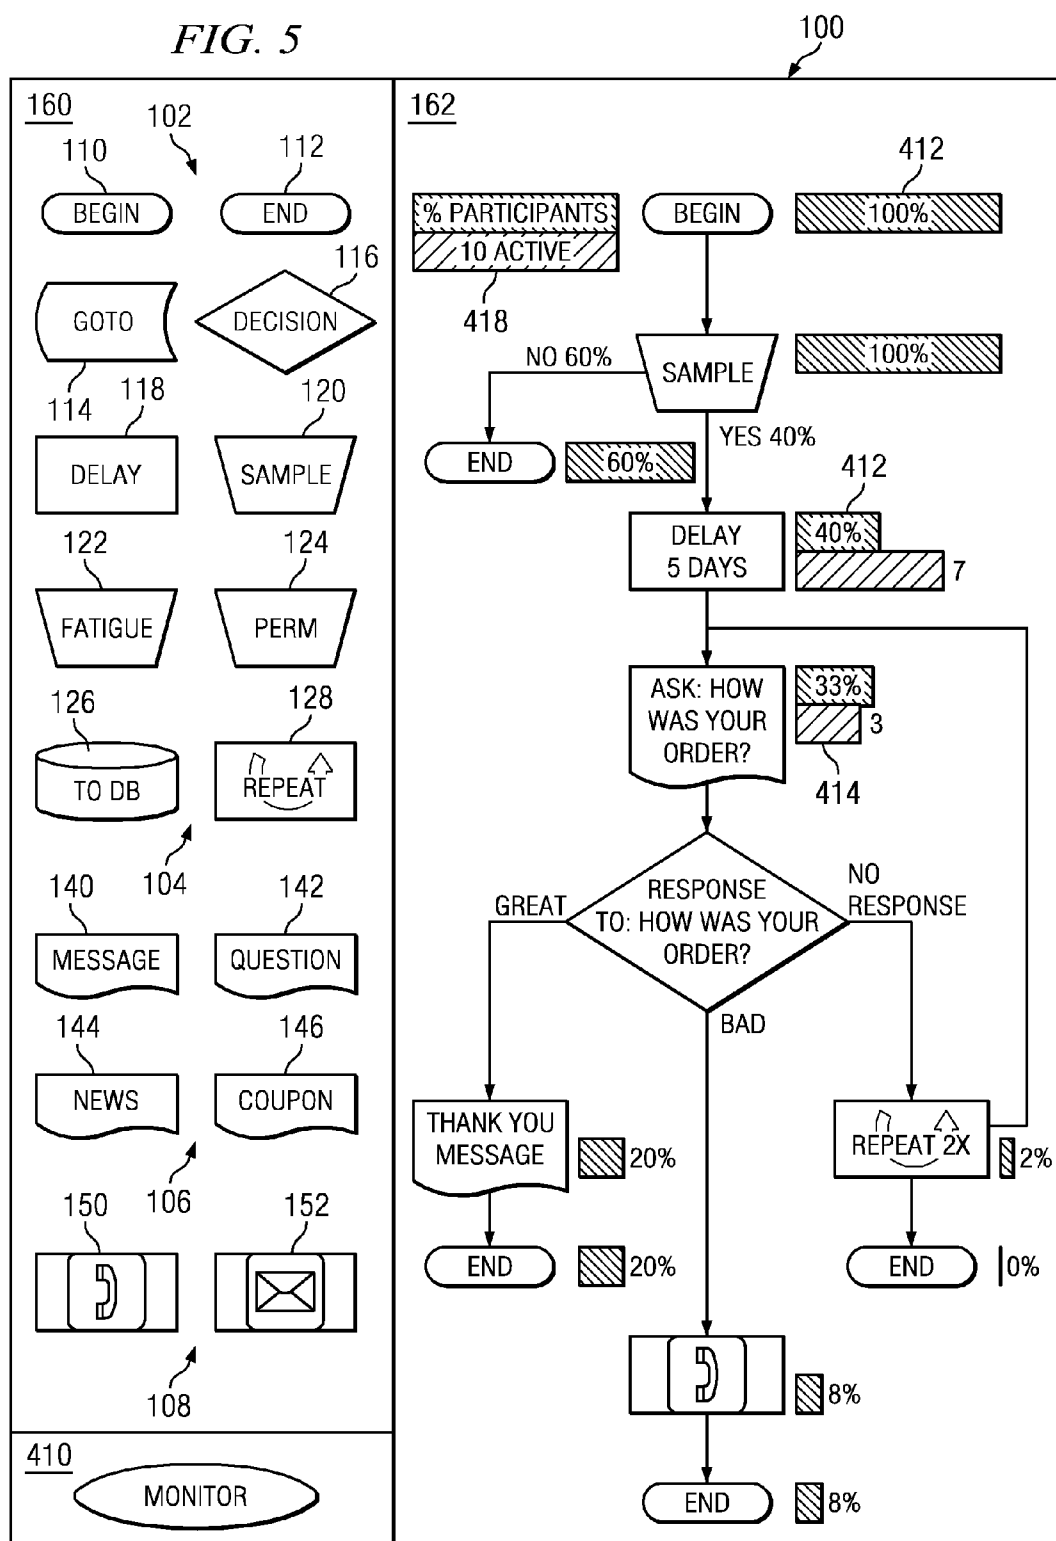 FIG. 5
100
160
102
110
112
BEGIN
END
116
GOTO
DECISION
114
118
120
DELAY
SAMPLE
122
124
FATIGUE
PERM
126
128
TO DB
REPEAT
104
140
142
MESSAGE
QUESTION
144
146
NEWS
COUPON
106
150
152
108
410
MONITOR
162
412
% PARTICIPANTS
BEGIN
100%
10 ACTIVE
418
NO 60%
SAMPLE
100%
YES 40%
END
60%
412
DELAY
5 DAYS
40%
7
ASK: HOW
WAS YOUR
ORDER?
33%
3
414
GREAT
RESPONSE
TO: HOW WAS YOUR
ORDER?
NO
RESPONSE
BAD
THANK YOU
MESSAGE
20%
REPEAT 2X
2%
END
20%
END
0%
8%
END
8%